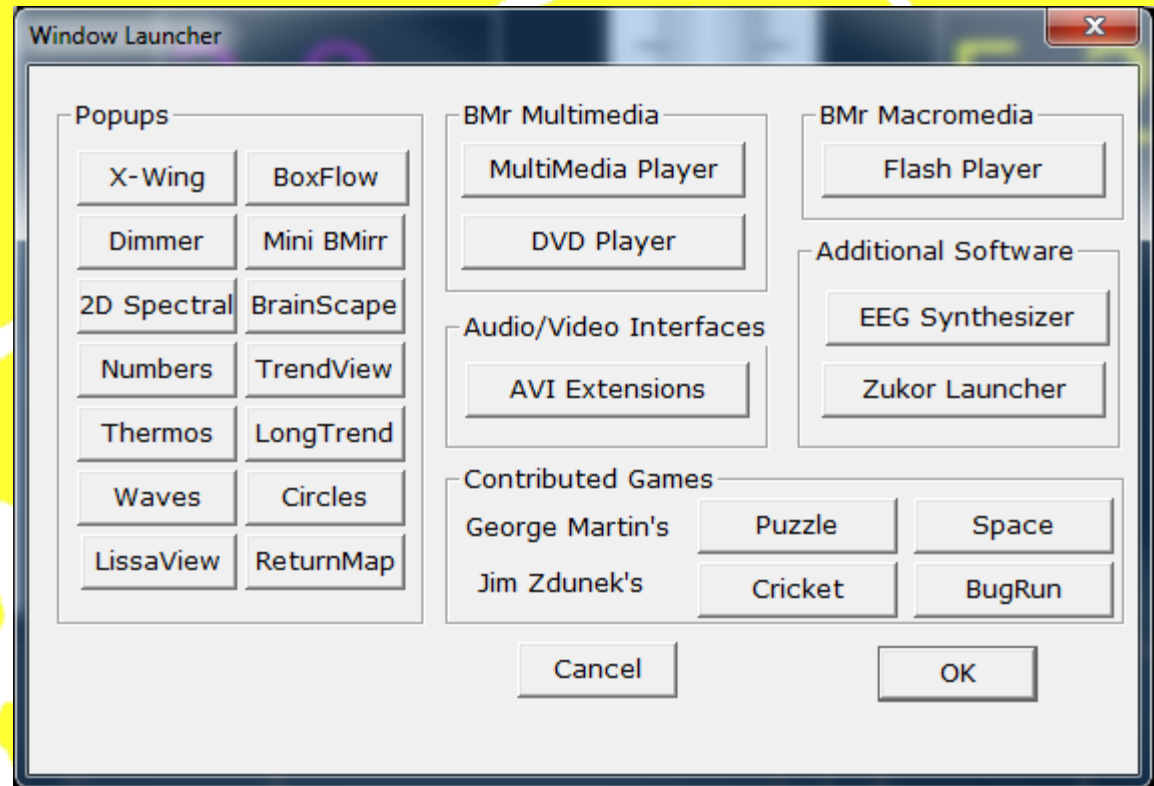 Window Launcher
Popups
X-Wing BoxFlow
Dimmer Mini BMirr
2D Spectral BrainScape
Numbers TrendView
Thermos LongTrend
Waves Circles
LissaView ReturnMap
BMr Multimedia
MultiMedia Player
DVD Player
BMr Macromedia
Flash Player
Audio/Video Interfaces
AVI Extensions
Additional Software
EEG Synthesizer
Zukor Launcher
Contributed Games
George Martin's Puzzle Space
Jim Zdunek's Cricket BugRun
Cancel OK